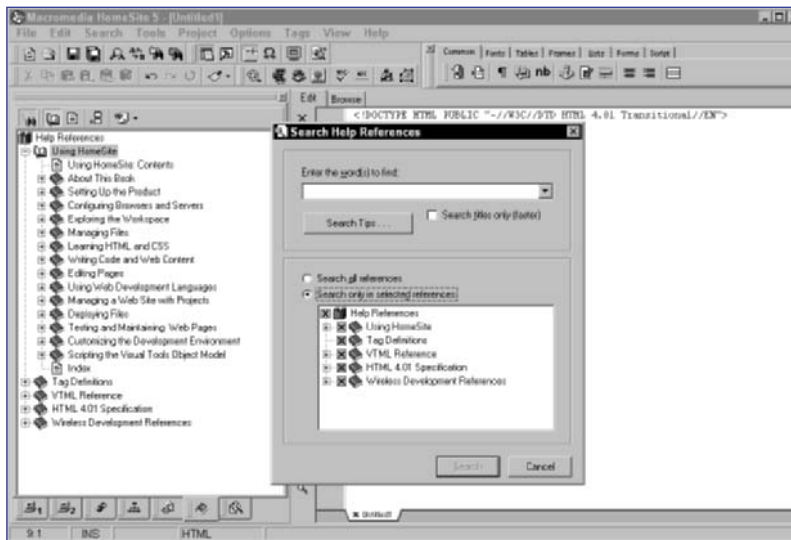 Macromedia HomeSite 5 - [Untitled1]
File Edit Search Tools Project Options Tags View Help
Common Fonts Tables Frames Lists Forms Script
nb
Edit Browse
<!DOCTYPE HTML PUBLIC "-//W3C//DTD HTML 4.01 Transitional//EN">
Help References
Using HomeSite
Using HomeSite: Contents
About This Book
Setting Up the Product
Configuring Browsers and Servers
Exploring the Workspace
Managing Files
Learning HTML and CSS
Writing Code and Web Content
Editing Pages
Using Web Development Languages
Managing a Web Site with Projects
Deploying Files
Testing and Maintaining Web Pages
Customizing the Development Environment
Scripting the Visual Tools Object Model
Index
Tag Definitions
VTML Reference
HTML 4.01 Specification
Wireless Development References
Search Help References
Enter the word(s) to find:
Search Tips . . .
Search titles only (faster)
Search all references
Search only in selected references
Help References
Using HomeSite
Tag Definitions
VTML Reference
HTML 4.01 Specification
Wireless Development References
Search Cancel
Untitled1
9:1 INS HTML